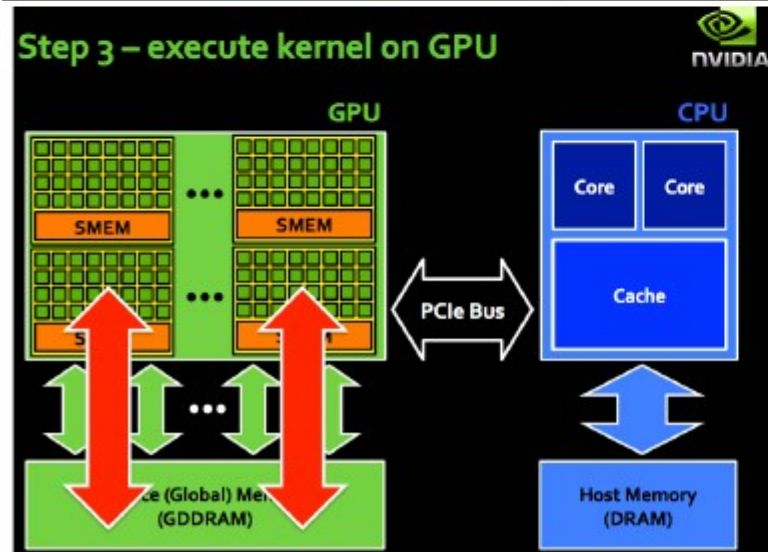 Step 3 – execute kernel on GPU
NVIDIA
GPU
CPU
Core Core
SMEM SMEM
Cache
PCIe Bus
(Global)
(GDDRAM)
Host Memory
(DRAM)